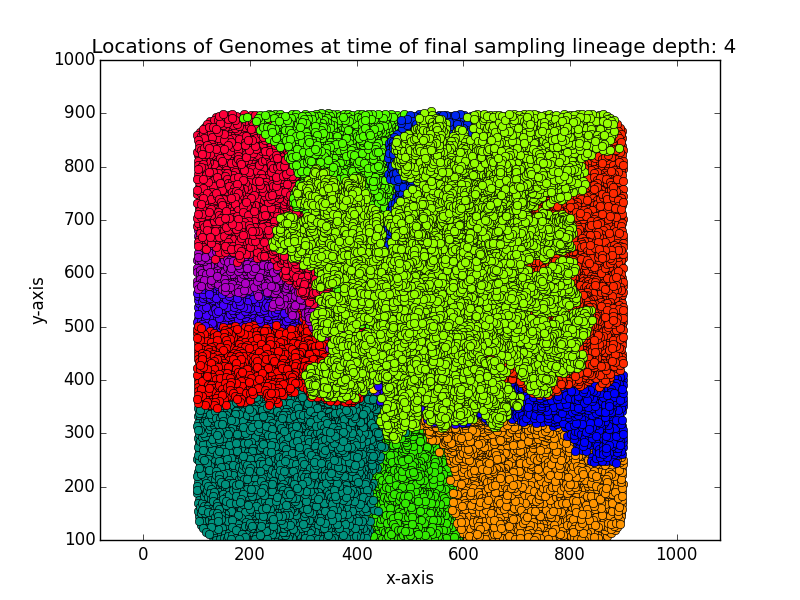 Locations of Genomes at time of final sampling lineage depth: 4
1000
900
800
700
600
500
400
300
200
100
y-axis
0 200 400 600 800 1000
x-axis